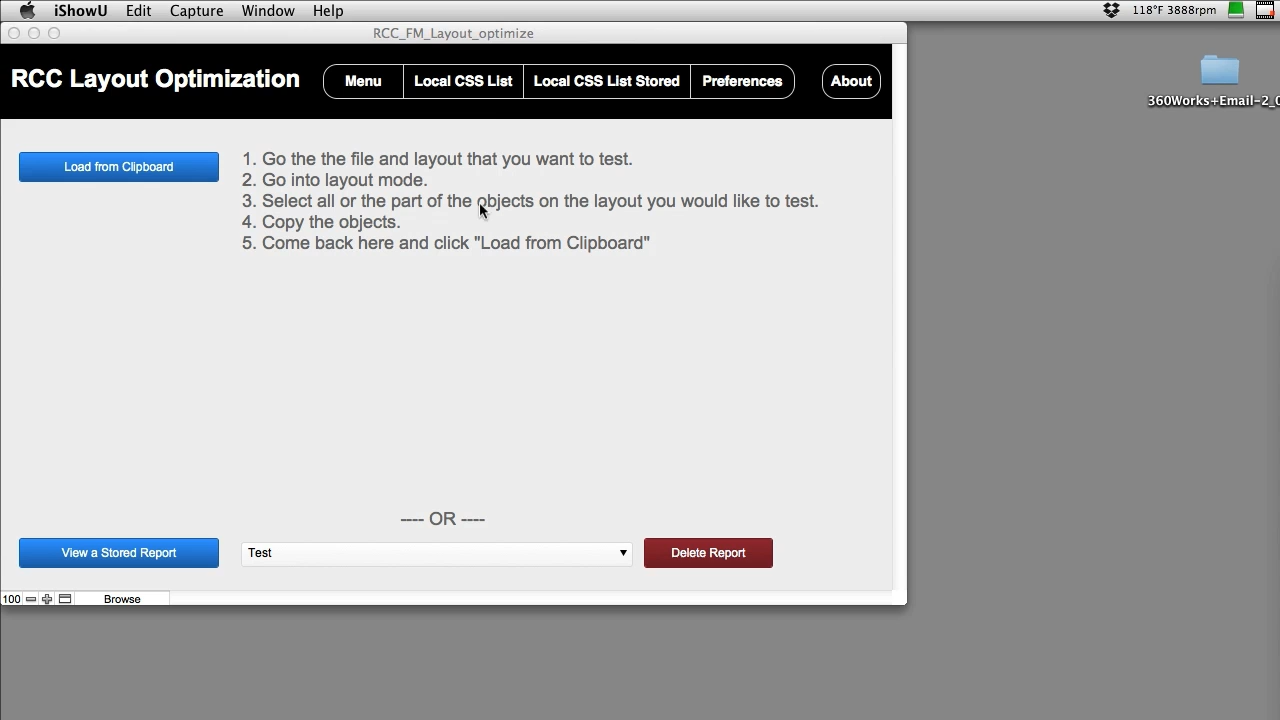 iShowU Edit Capture Window Help 118°F 3888rpm
RCC_FM_Layout_optimize
RCC Layout Optimization Menu Local CSS List Local CSS List Stored Preferences About
360Works+Email-2_0
Load from Clipboard
1. Go the the file and layout that you want to test.
2. Go into layout mode.
3. Select all or the part of the objects on the layout you would like to test.
4. Copy the objects.
5. Come back here and click "Load from Clipboard"
---- OR ----
View a Stored Report Test Delete Report
100 Browse